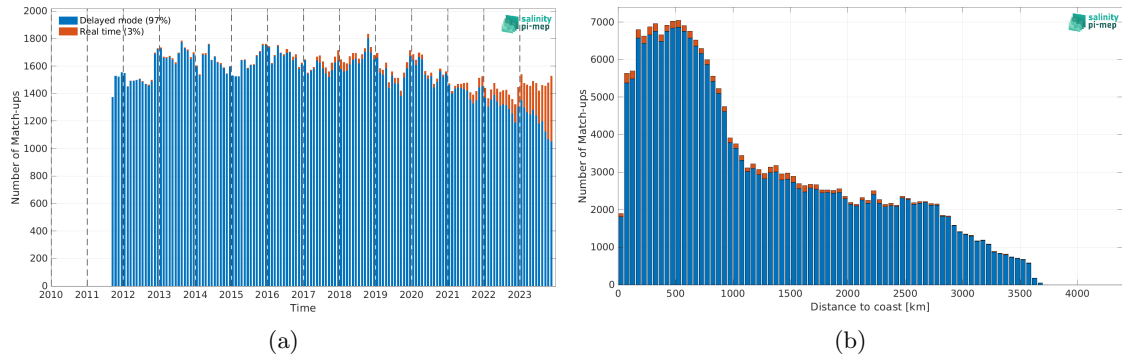 Delayed mode (97%)
Real time (3%)
salinity
pi-mep
Number of Match-ups
2000
1800
1600
1400
1200
1000
800
600
400
200
0
2010 2011 2012 2013 2014 2015 2016 2017 2018 2019 2020 2021 2022 2023
Time
(a)
salinity
pi-mep
Number of Match-ups
7000
6000
5000
4000
3000
2000
1000
0
0 500 1000 1500 2000 2500 3000 3500 4000
Distance to coast [km]
(b)